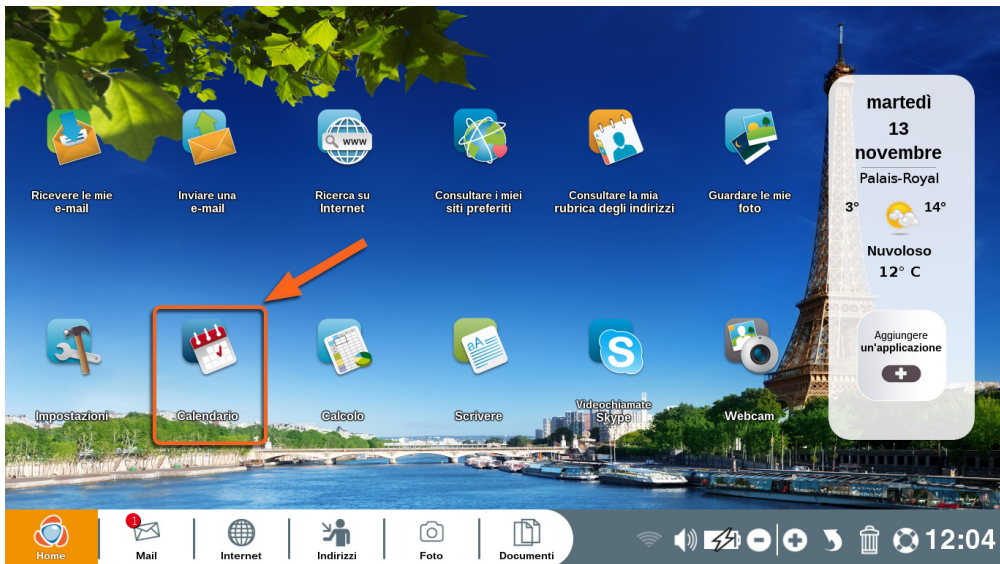 martedì
13
novembre
Palais-Royal
3°
14°
Nuvoloso
12° C
Aggiungere
un'applicazione
WWW
Ricevere le mie
e-mail
Inviare una
e-mail
Ricerca su
Internet
Consultare i miei
siti preferiti
Consultare la mia
rubrica degli indirizzi
Guardare le mie
foto
aA
S
Impostazioni
Calendario
Calcolo
Scrivere
Videochiamate
Skype
Webcam
1
Home
Mail
Internet
Indirizzi
Foto
Documenti
12:04